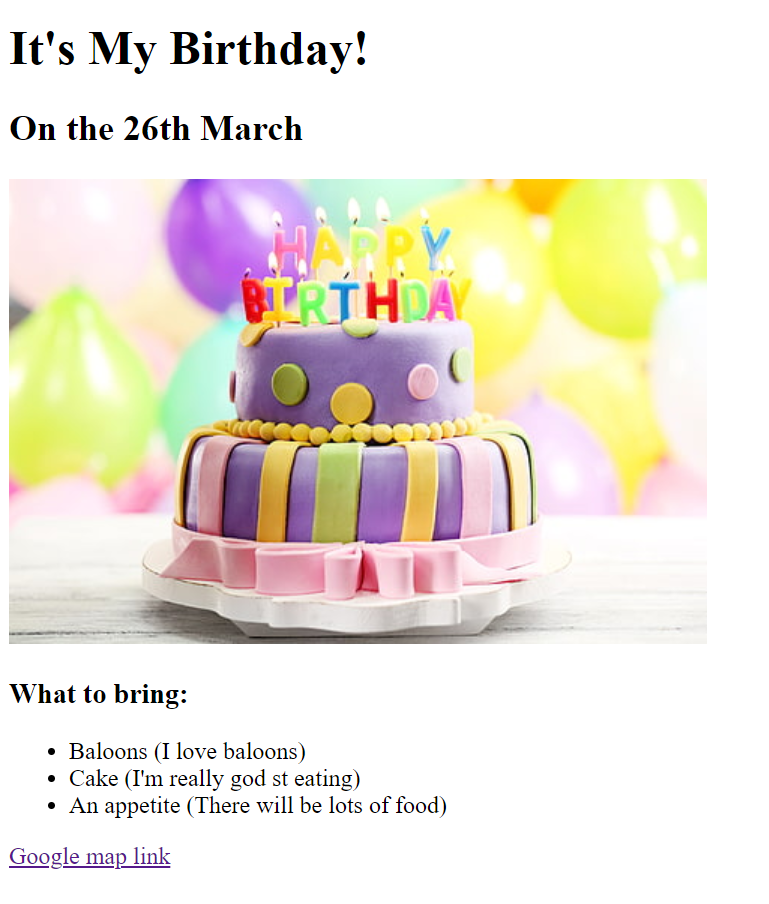 It's My Birthday!
On the 26th March
HAPPY
BIRTHDAY
What to bring:
Baloons (I love baloons)
Cake (I'm really god st eating)
An appetite (There will be lots of food)
Google map link